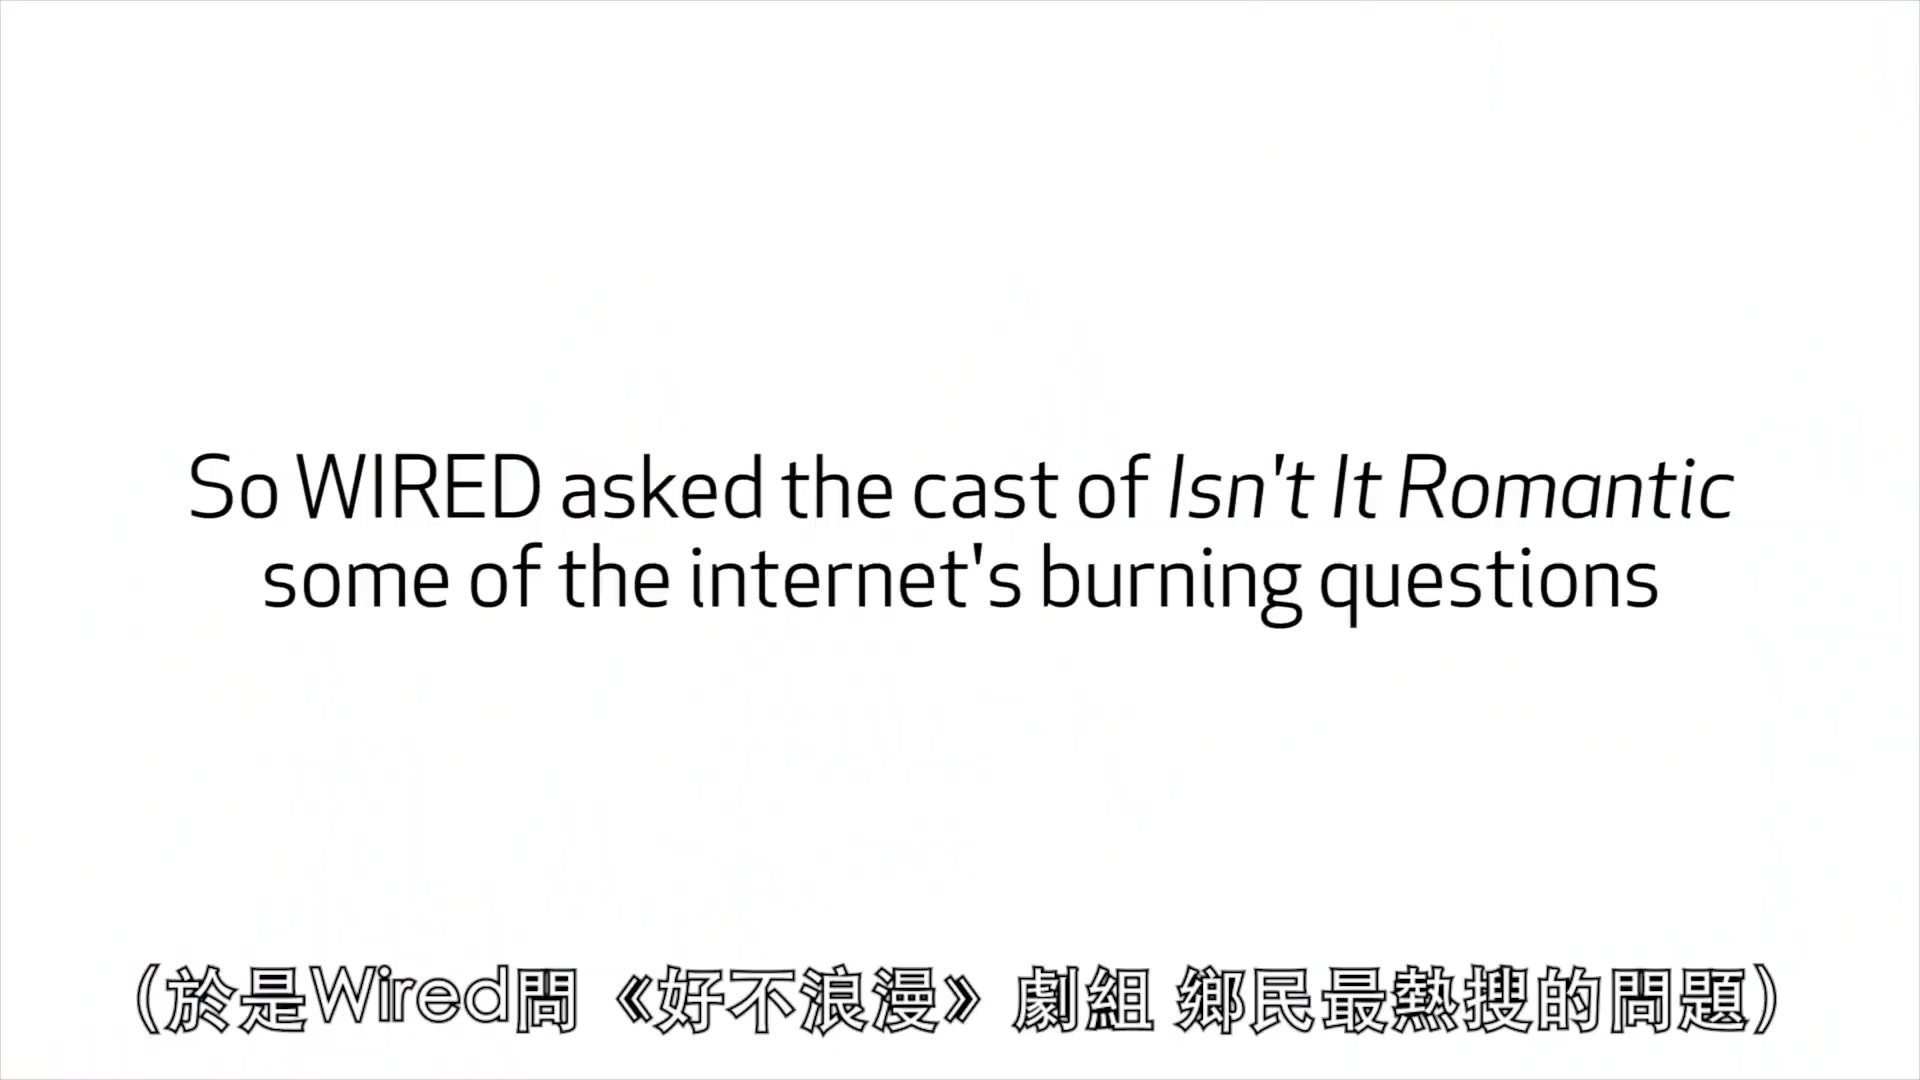 So WIRED asked the cast of Isn't It Romantic
some of the internet's burning questions
(於是Wired問《好不浪漫》劇組 鄉民最熱搜的問題)